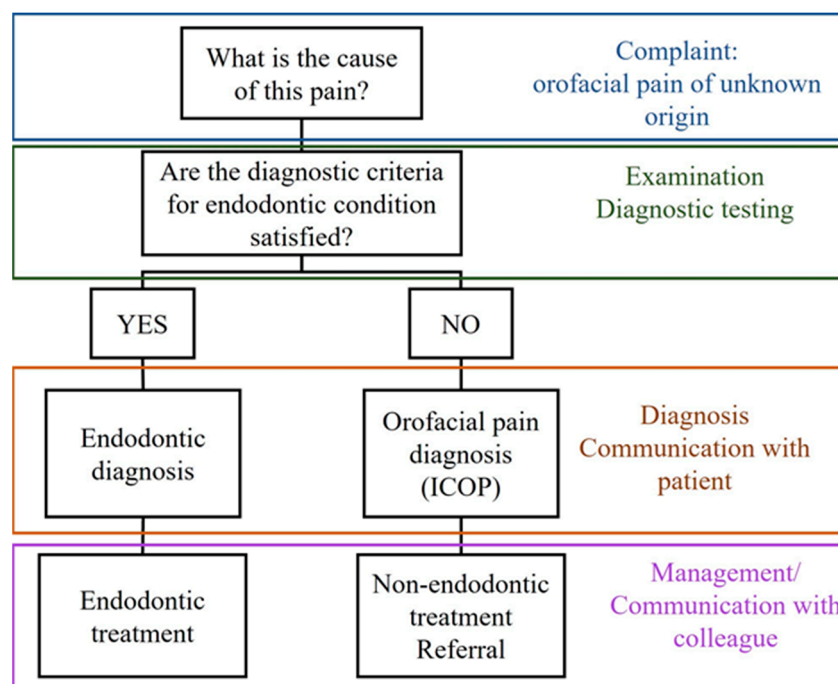 What is the cause
of this pain?
Complaint:
orofacial pain of unknown
origin
Are the diagnostic criteria
for endodontic condition
satisfied?
Examination
Diagnostic testing
YES
NO
Endodontic
diagnosis
Orofacial pain
diagnosis
(ICOP)
Diagnosis
Communication with
patient
Endodontic
treatment
Non-endodontic
treatment
Referral
Management/
Communication with
colleague